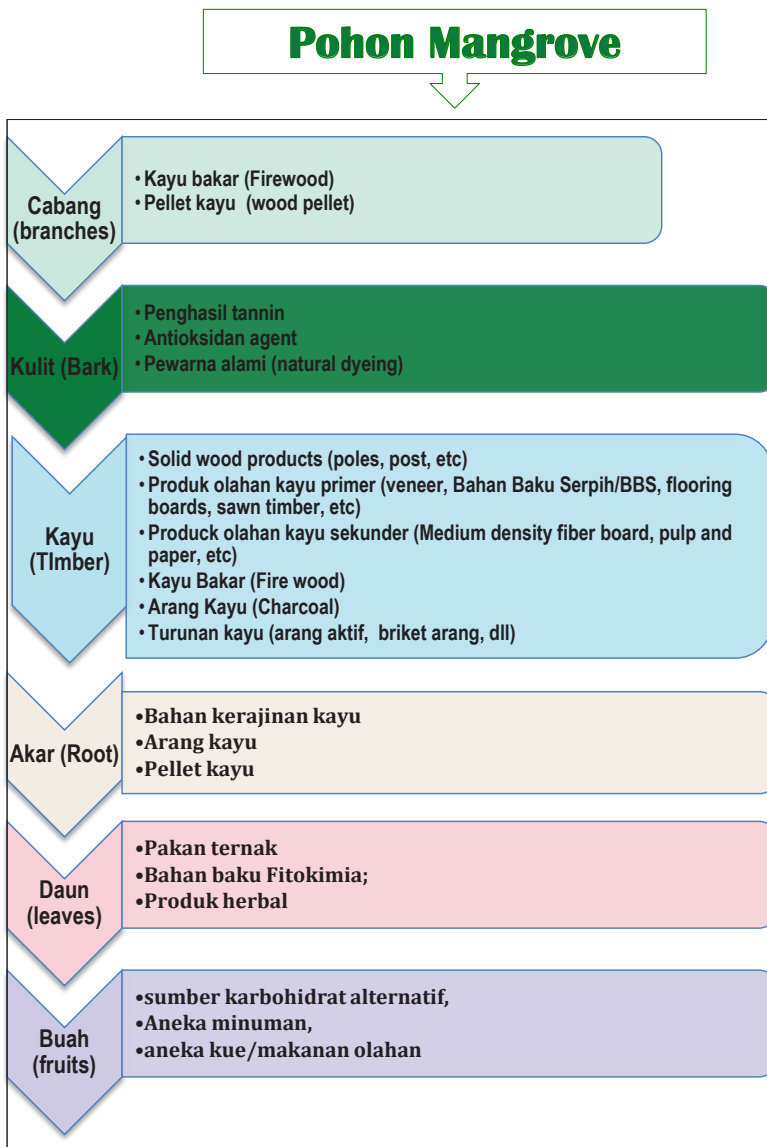 Pohon Mangrove
Cabang
(branches)
• Kayu bakar (Firewood)
• Pellet kayu (wood pellet)
Kulit (Bark)
• Penghasil tannin
• Antioksidan agent
• Pewarna alami (natural dyeing)
Kayu
(TImber)
• Solid wood products (poles, post, etc)
• Produk olahan kayu primer (veneer, Bahan Baku Serpih/BBS, flooring
boards, sawn timber, etc)
• Produck olahan kayu sekunder (Medium density fiber board, pulp and
paper, etc)
• Kayu Bakar (Fire wood)
• Arang Kayu (Charcoal)
• Turunan kayu (arang aktif, briket arang, dll)
Akar (Root)
•Bahan kerajinan kayu
•Arang kayu
•Pellet kayu
Daun
(leaves)
•Pakan ternak
•Bahan baku Fitokimia;
•Produk herbal
Buah
(fruits)
•sumber karbohidrat alternatif,
•Aneka minuman,
•aneka kue/makanan olahan